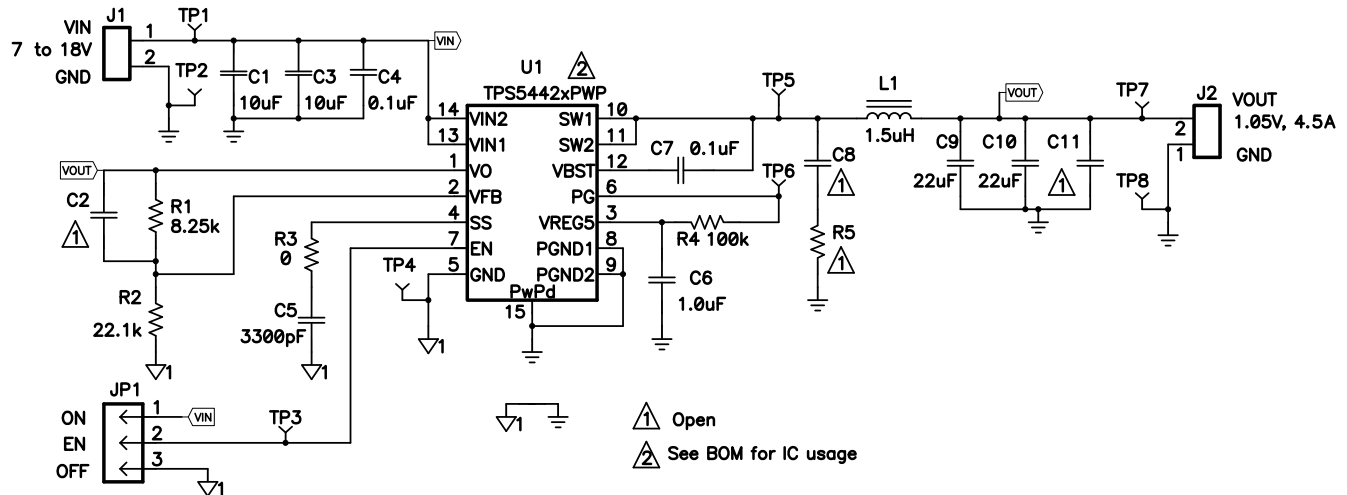 J1
TP1
VIN
7 to 18V
GND
1
2
TP2
C1
10uF
C3
10uF
C4
0.1uF
VIN
U1
2
TPS5442xPWP
14 VIN2
13 VIN1
1 VO
2 VFB
4 SS
7 EN
5 GND
SW1 10
SW2 11
VBST 12
PG 6
VREG5 3
PGND1 8
PGND2 9
PwPd
15
C7 0.1uF
TP5
TP6
L1
1.5uH
C8
1
R5
1
R4 100k
C6
1.0uF
VOUT
C9
22uF
C10
22uF
C11
1
TP7
TP8
J2
2
1
VOUT
1.05V, 4.5A
GND
VOUT
C2
1
R1
8.25k
R2
22.1k
1
R3
0
C5
3300pF
1
TP4
1
JP1
ON
EN
OFF
1
2
3
VIN
TP3
1
1
1 Open
2 See BOM for IC usage